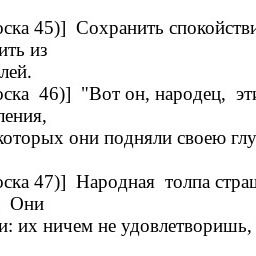 оска 45)] Сохранить спокойстви
ить из
лей.
оска 46)] "Вот он, народец, эти
ления,
которых они подняли своею глу
оска 47)] Народная толпа страш
Они
и: их ничем не удовлетворишь,